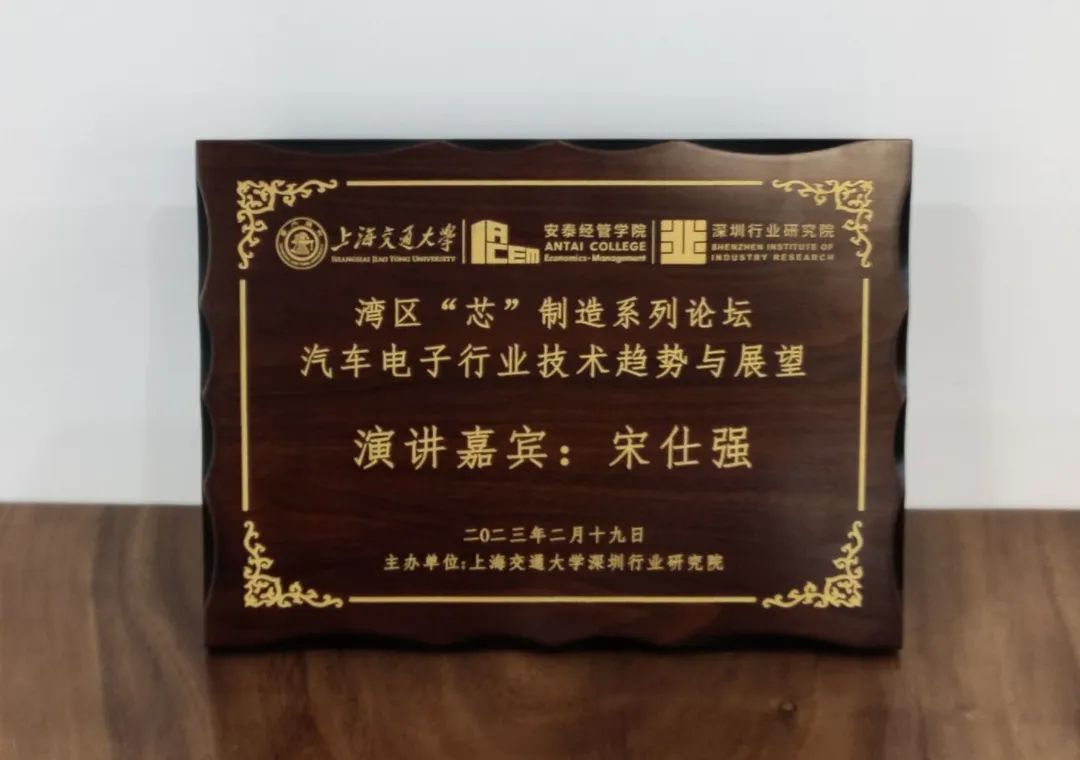 上海交通大学
SHANGHAI JIAO TONG UNIVERSITY
ACEM
安泰经管学院
ANTAI COLLEGE
Economics·Management
深圳行业研究院
SHENZHEN INSTITUTE OF
INDUSTRY RESEARCH
湾区“芯”制造系列论坛
汽车电子行业技术趋势与展望
演讲嘉宾：宋仕强
二0二三年二月十九日
主办单位:上海交通大学深圳行业研究院